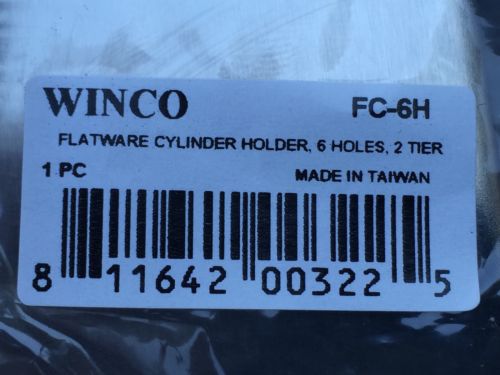 WINCO FC-6H
FLATWARE CYLINDER HOLDER, 6 HOLES, 2 TIER
1 PC MADE IN TAIWAN
8 11642 00322 5